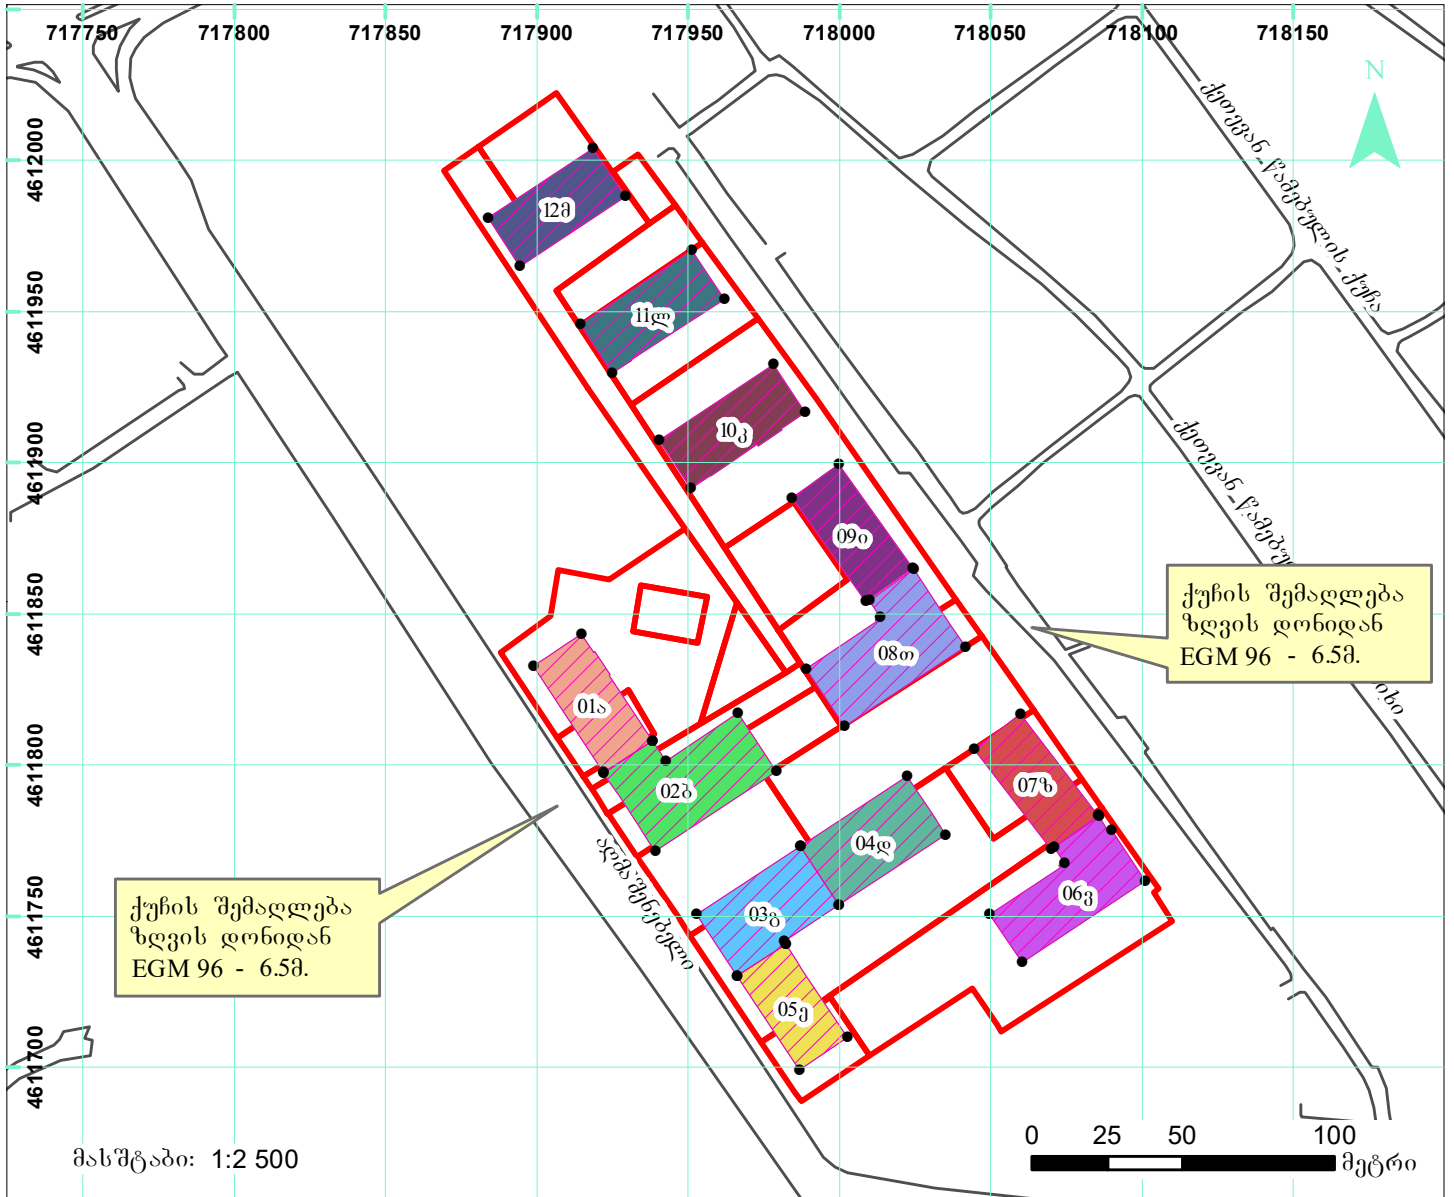 717750 717800 717850 717900 717950 718000 718050 718100 718150
N
ქეთევან_წამებულის_ქუჩა
4612000
12მ
4611950
11ლ
4611900
10კ
09ი
4611850
ქუჩის შემაღლება
ზღვის დონიდან
EGM 96 - 6.5მ.
08თ
01ა
4611800
02ბ
07ზ
04დ
აღმაშენებელი
ქუჩის შემაღლება
ზღვის დონიდან
EGM 96 - 6.5მ.
4611750
03გ
06ვ
05ე
4611700
მასშტაბი: 1:2 500
0 25 50 100
მეტრი